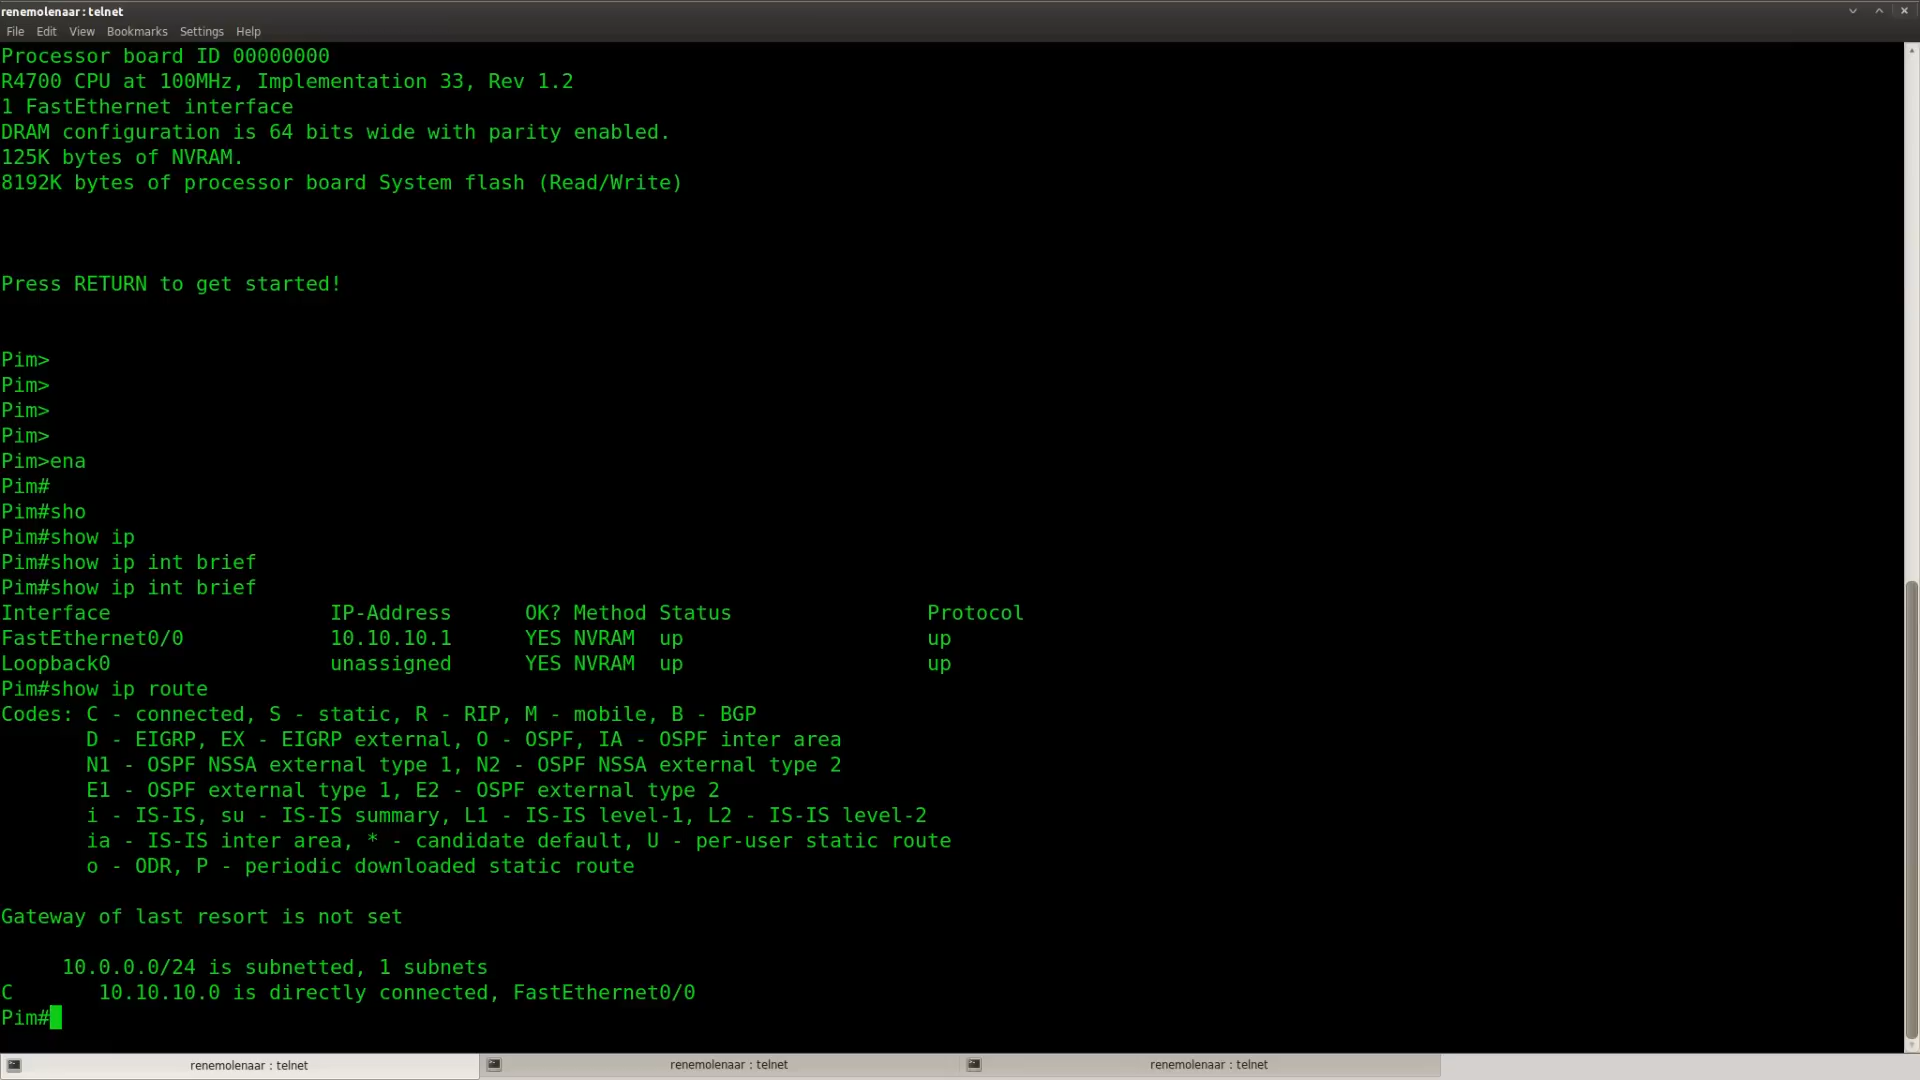 renemolenaar : telnet
File Edit View Bookmarks Settings Help
Processor board ID 00000000
R4700 CPU at 100MHz, Implementation 33, Rev 1.2
1 FastEthernet interface
DRAM configuration is 64 bits wide with parity enabled.
125K bytes of NVRAM.
8192K bytes of processor board System flash (Read/Write)
Press RETURN to get started!
Pim>
Pim>
Pim>
Pim>
Pim>ena
Pim#
Pim#sho
Pim#show ip
Pim#show ip int brief
Pim#show ip int brief
Interface IP-Address OK? Method Status Protocol
FastEthernet0/0 10.10.10.1 YES NVRAM up up
Loopback0 unassigned YES NVRAM up up
Pim#show ip route
Codes: C - connected, S - static, R - RIP, M - mobile, B - BGP
D - EIGRP, EX - EIGRP external, O - OSPF, IA - OSPF inter area
N1 - OSPF NSSA external type 1, N2 - OSPF NSSA external type 2
E1 - OSPF external type 1, E2 - OSPF external type 2
i - IS-IS, su - IS-IS summary, L1 - IS-IS level-1, L2 - IS-IS level-2
ia - IS-IS inter area, * - candidate default, U - per-user static route
o - ODR, P - periodic downloaded static route
Gateway of last resort is not set
10.0.0.0/24 is subnetted, 1 subnets
C 10.10.10.0 is directly connected, FastEthernet0/0
Pim#
renemolenaar : telnet renemolenaar : telnet renemolenaar : telnet